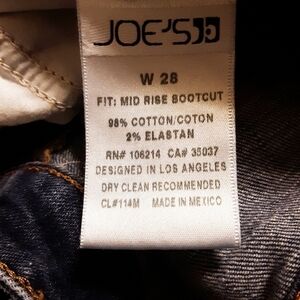 JOE'S
W 28
FIT: MID RISE BOOTCUT
98% COTTON/COTON
2% ELASTAN
RN# 106214 CA# 35037
DESIGNED IN LOS ANGELES
DRY CLEAN RECOMMENDED
CL#114M MADE IN MEXICO